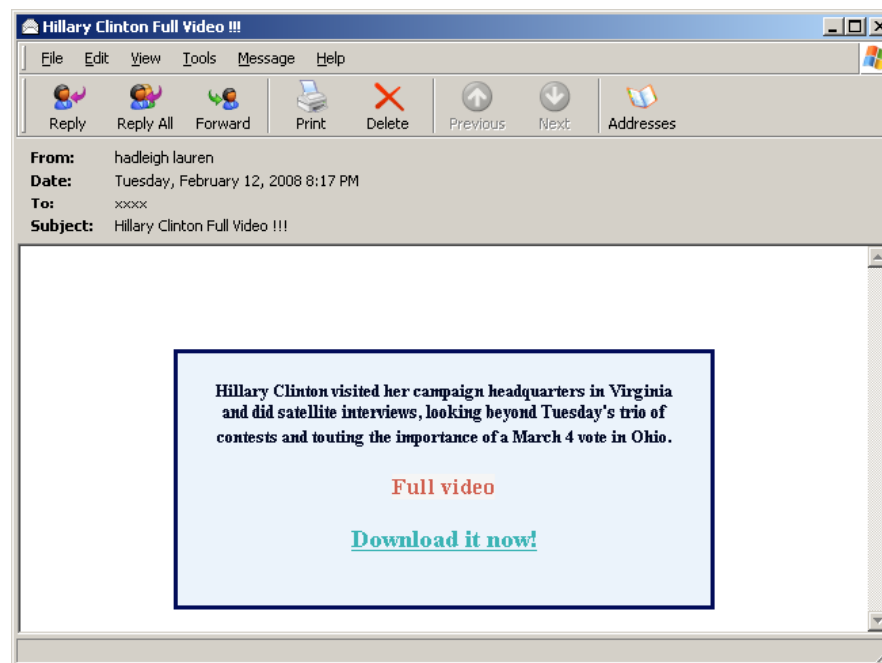 Hillary Clinton Full Video !!!
File Edit View Tools Message Help
Reply Reply All Forward Print Delete Previous Next Addresses
From: hadleigh lauren
Date: Tuesday, February 12, 2008 8:17 PM
To: xxxx
Subject: Hillary Clinton Full Video !!!
Hillary Clinton visited her campaign headquarters in Virginia
and did satellite interviews, looking beyond Tuesday's trio of
contests and touting the importance of a March 4 vote in Ohio.
Full video
Download it now!